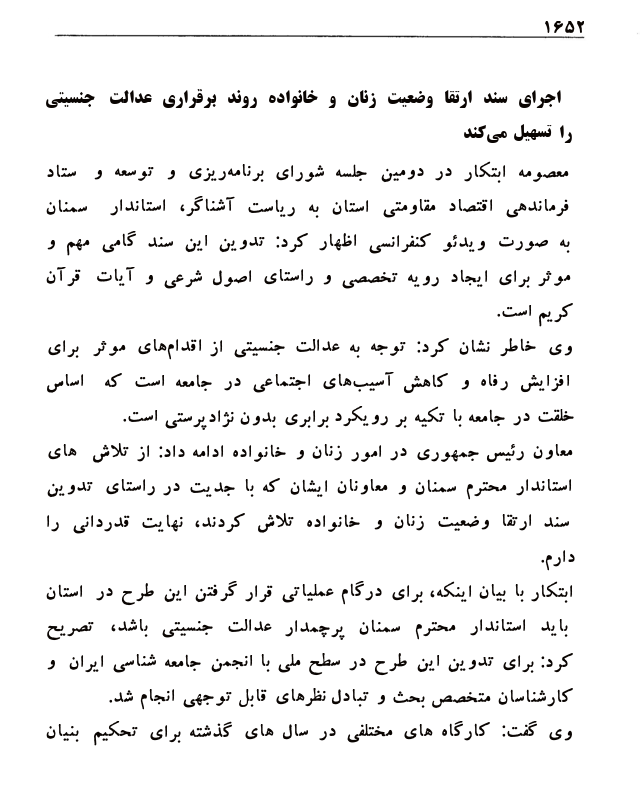 ۱۶۵۲
اجرای سند ارتقا وضعیت زنان و خانواده روند برقراری عدالت جنسیتی
را تسهیل می‌کند
معصومه ابتکار در دومین جلسه شورای برنامه‌ریزی و توسعه و ستاد
فرماندهی اقتصاد مقاومتی استان به ریاست آشناگر، استاندار سمنان
به صورت ویدئو کنفرانسی اظهار کرد: تدوین این سند گامی مهم و
موثر برای ایجاد رویه تخصصی و راستای اصول شرعی و آیات قرآن
کریم است.
وی خاطر نشان کرد: توجه به عدالت جنسیتی از اقدام‌های موثر برای
افزایش رفاه و کاهش آسیب‌های اجتماعی در جامعه است که اساس
خلقت در جامعه با تکیه بر رویکرد برابری بدون نژادپرستی است.
معاون رئیس جمهوری در امور زنان و خانواده ادامه داد: از تلاش های
استاندار محترم سمنان و معاونان ایشان که با جدیت در راستای تدوین
سند ارتقا وضعیت زنان و خانواده تلاش کردند، نهایت قدردانی را
دارم.
ابتکار با بیان اینکه، برای درگام عملیاتی قرار گرفتن این طرح در استان
باید استاندار محترم سمنان پرچمدار عدالت جنسیتی باشد، تصریح
کرد: برای تدوین این طرح در سطح ملی با انجمن جامعه شناسی ایران و
کارشناسان متخصص بحث و تبادل نظرهای قابل توجهی انجام شد.
وی گفت: کارگاه های مختلفی در سال های گذشته برای تحکیم بنیان